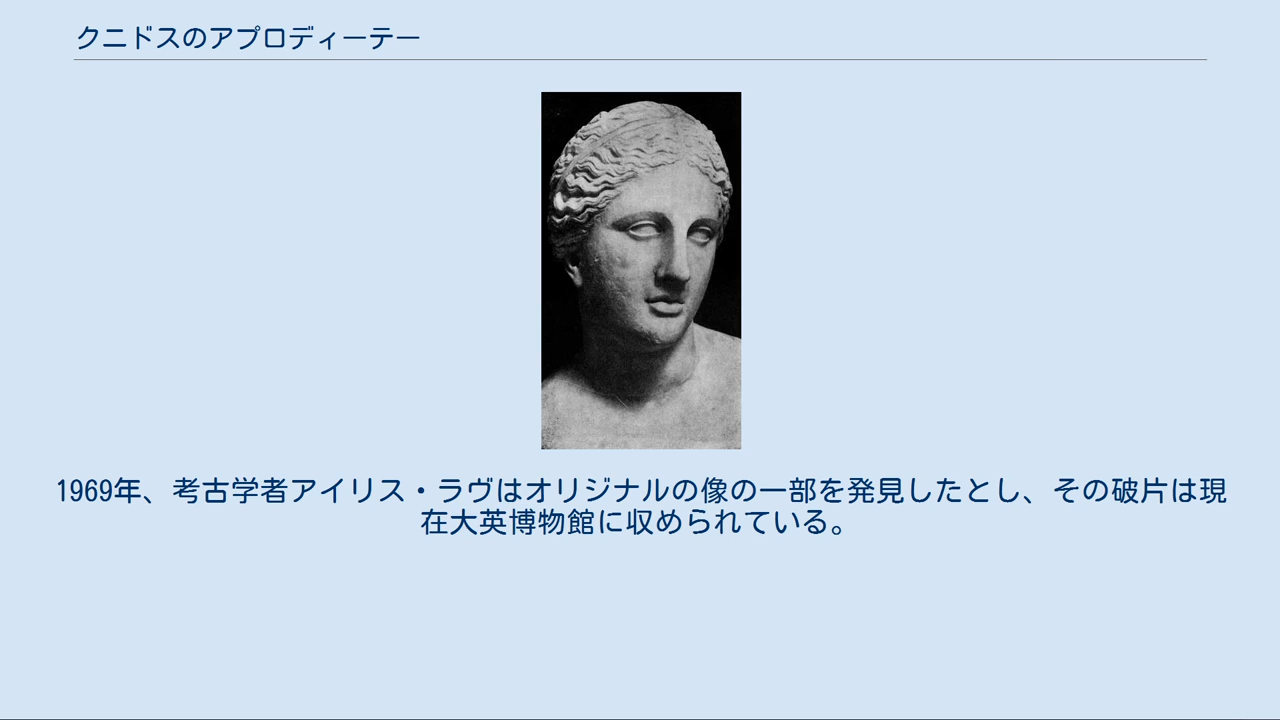 クニドスのアプロディーテー
1969年、考古学者アイリス・ラヴはオリジナルの像の一部を発見したとし、その破片は現
在大英博物館に収められている。